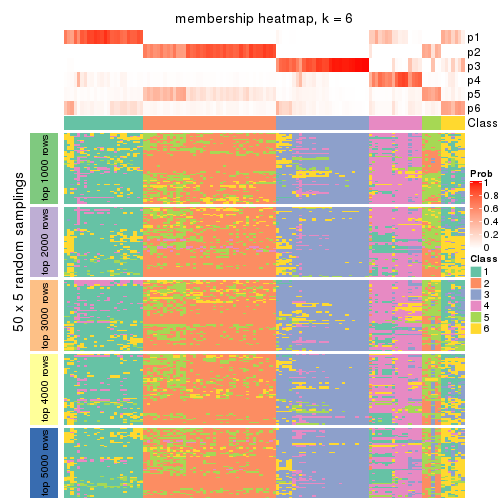 membership heatmap, k = 6
p1
p2
p3
p4
p5
p6
Class
50 x 5 random samplings
top 1000 rows
top 2000 rows
top 3000 rows
top 4000 rows
top 5000 rows
Prob
1
0.8
0.6
0.4
0.2
0
Class
1
2
3
4
5
6